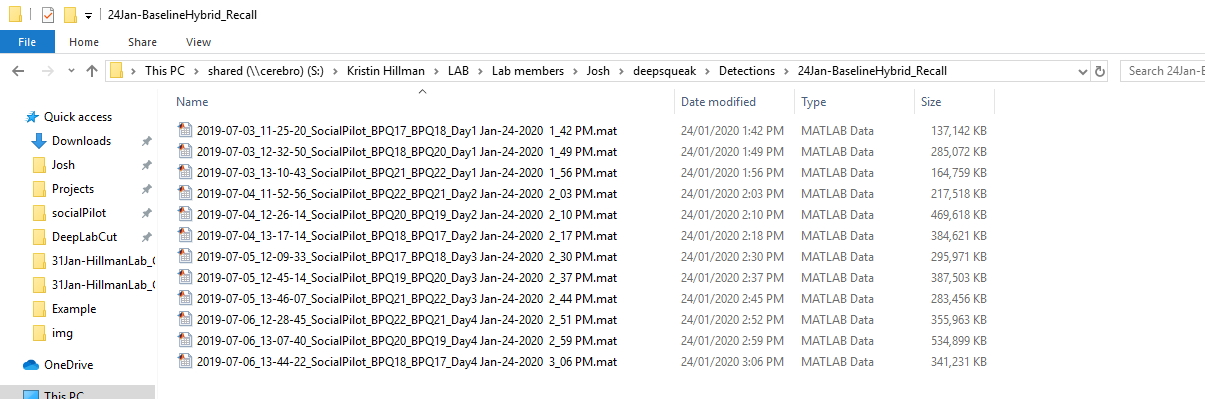 24Jan-BaselineHybrid_Recall
File Home Share View
This PC > shared (\\cerebro) (S:) > Kristin Hillman > LAB > Lab members > Josh > deepsqueak > Detections > 24Jan-BaselineHybrid_Recall
Search 24Jan-B
Name Date modified Type Size
Quick access
Downloads
Josh
Projects
socialPilot
DeepLabCut
31Jan-HillmanLab_C
31Jan-HillmanLab_C
Example
img
OneDrive
This PC
2019-07-03_11-25-20_SocialPilot_BPQ17_BPQ18_Day1 Jan-24-2020 1_42 PM.mat 24/01/2020 1:42 PM MATLAB Data 137,142 KB
2019-07-03_12-32-50_SocialPilot_BPQ18_BPQ20_Day1 Jan-24-2020 1_49 PM.mat 24/01/2020 1:49 PM MATLAB Data 285,072 KB
2019-07-03_13-10-43_SocialPilot_BPQ21_BPQ22_Day1 Jan-24-2020 1_56 PM.mat 24/01/2020 1:56 PM MATLAB Data 164,759 KB
2019-07-04_11-52-56_SocialPilot_BPQ22_BPQ21_Day2 Jan-24-2020 2_03 PM.mat 24/01/2020 2:03 PM MATLAB Data 217,518 KB
2019-07-04_12-26-14_SocialPilot_BPQ20_BPQ19_Day2 Jan-24-2020 2_10 PM.mat 24/01/2020 2:10 PM MATLAB Data 469,618 KB
2019-07-04_13-17-14_SocialPilot_BPQ18_BPQ17_Day2 Jan-24-2020 2_17 PM.mat 24/01/2020 2:18 PM MATLAB Data 384,621 KB
2019-07-05_12-09-33_SocialPilot_BPQ17_BPQ18_Day3 Jan-24-2020 2_30 PM.mat 24/01/2020 2:30 PM MATLAB Data 295,971 KB
2019-07-05_12-45-14_SocialPilot_BPQ19_BPQ20_Day3 Jan-24-2020 2_37 PM.mat 24/01/2020 2:37 PM MATLAB Data 387,503 KB
2019-07-05_13-46-07_SocialPilot_BPQ21_BPQ22_Day3 Jan-24-2020 2_44 PM.mat 24/01/2020 2:45 PM MATLAB Data 283,456 KB
2019-07-06_12-28-45_SocialPilot_BPQ22_BPQ21_Day4 Jan-24-2020 2_51 PM.mat 24/01/2020 2:52 PM MATLAB Data 355,963 KB
2019-07-06_13-07-40_SocialPilot_BPQ20_BPQ19_Day4 Jan-24-2020 2_59 PM.mat 24/01/2020 2:59 PM MATLAB Data 534,899 KB
2019-07-06_13-44-22_SocialPilot_BPQ18_BPQ17_Day4 Jan-24-2020 3_06 PM.mat 24/01/2020 3:06 PM MATLAB Data 341,231 KB